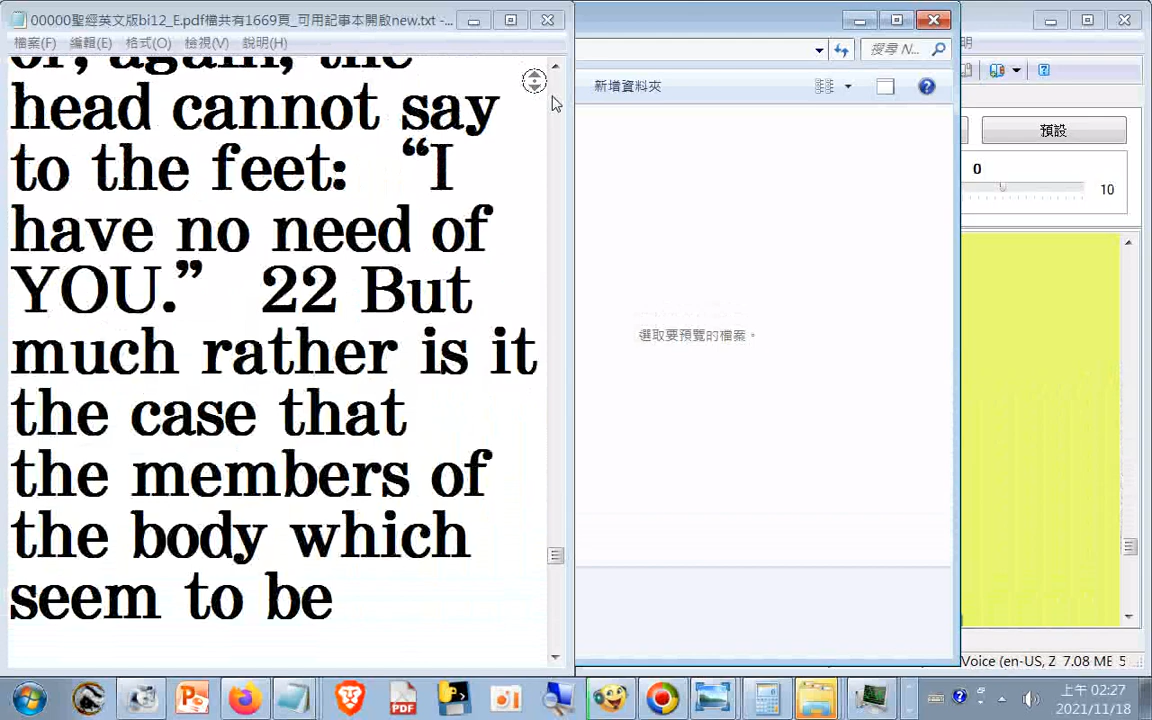 00000聖經英文版bi12_E.pdf檔共有1669頁_可用記事本開啟new.txt -...
檔案(F) 編輯(E) 格式(O) 檢視(V) 說明(H)
or, again, the
head cannot say
to the feet: “I
have no need of
YOU.” 22 But
much rather is it
the case that
the members of
the body which
seem to be
搜尋 N...
新增資料夾
選取要預覽的檔案。
明
預設
0
10
Voice (en-US, Z 7.08 ME 5
PDF
上午 02:27
2021/11/18